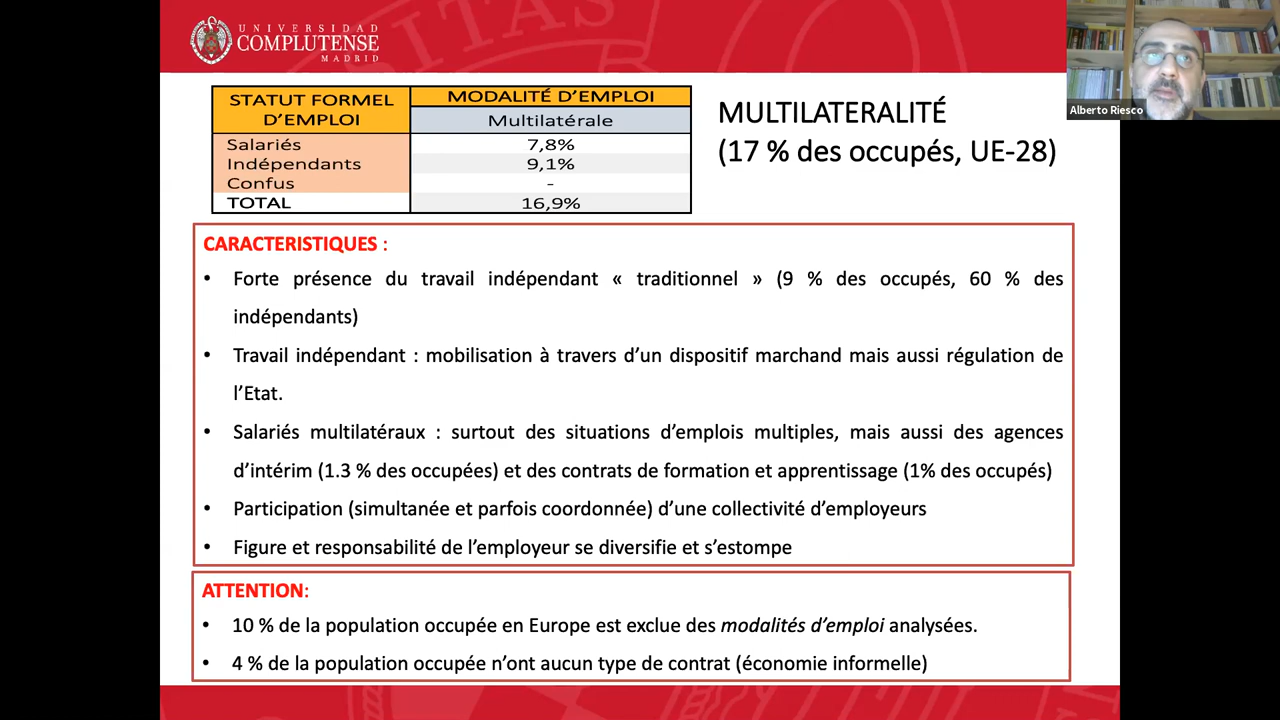 UNIVERSIDAD
COMPLUTENSE
MADRID
Alberto Riesco
STATUT FORMEL
D’EMPLOI
MODALITÉ D’EMPLOI
Multilatérale
Salariés 7,8%
Indépendants 9,1%
Confus -
TOTAL 16,9%
MULTILATERALITÉ
(17 % des occupés, UE-28)
CARACTERISTIQUES :
• Forte présence du travail indépendant « traditionnel » (9 % des occupés, 60 % des
indépendants)
• Travail indépendant : mobilisation à travers d’un dispositif marchand mais aussi régulation de
l’Etat.
• Salariés multilatéraux : surtout des situations d’emplois multiples, mais aussi des agences
d’intérim (1.3 % des occupées) et des contrats de formation et apprentissage (1% des occupés)
• Participation (simultanée et parfois coordonnée) d’une collectivité d’employeurs
• Figure et responsabilité de l’employeur se diversifie et s’estompe
ATTENTION:
• 10 % de la population occupée en Europe est exclue des modalités d’emploi analysées.
• 4 % de la population occupée n’ont aucun type de contrat (économie informelle)